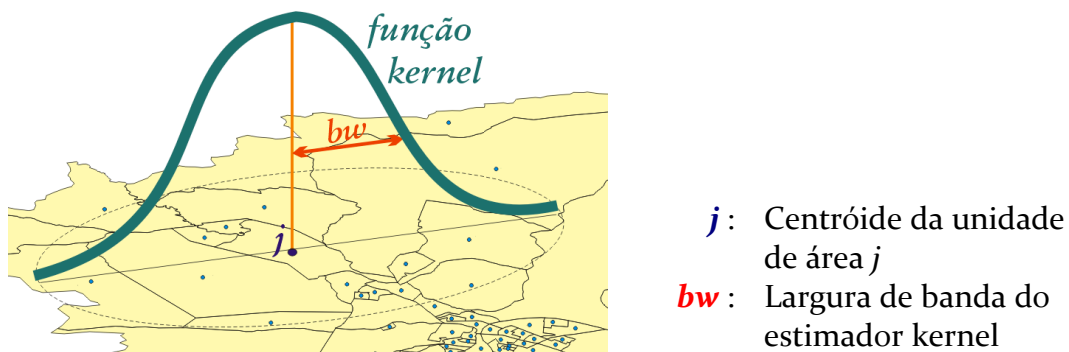 função
kernel
bw
j
j : Centróide da unidade
de área j
bw : Largura de banda do
estimador kernel